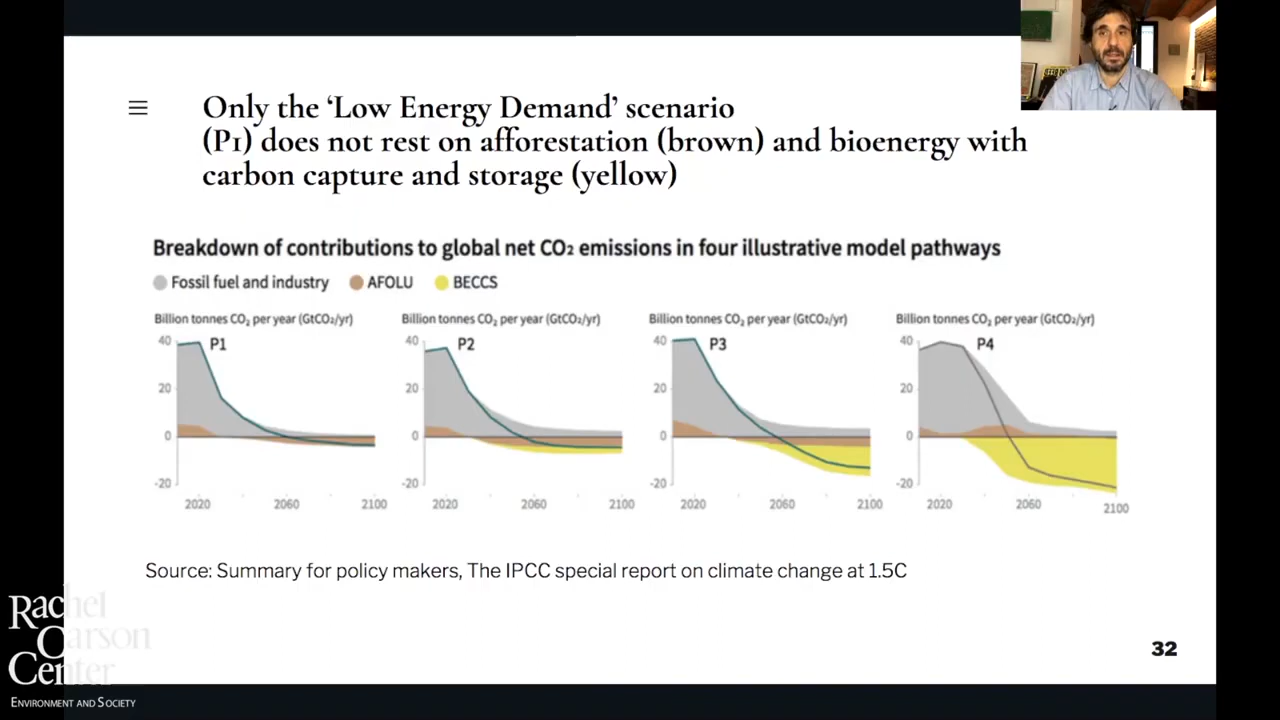 Only the ‘Low Energy Demand’ scenario
(P1) does not rest on afforestation (brown) and bioenergy with
carbon capture and storage (yellow)
Breakdown of contributions to global net CO₂ emissions in four illustrative model pathways
Fossil fuel and industry AFOLU BECCS
Billion tonnes CO₂ per year (GtCO₂/yr) Billion tonnes CO₂ per year (GtCO₂/yr) Billion tonnes CO₂ per year (GtCO₂/yr) Billion tonnes CO₂ per year (GtCO₂/yr)
40 P1 40 P2 40 P3 40 P4
20 20 20 20
0 0 0 0
-20 -20 -20 -20
2020 2060 2100 2020 2060 2100 2020 2060 2100 2020 2060 2100
Source: Summary for policy makers, The IPCC special report on climate change at 1.5C
Rachel
Carson
Center
Environment and Society
32